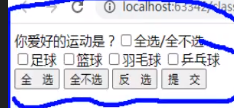 localhost:63342/class
你爱好的运动是？全选/全不选
足球 篮球 羽毛球 乒乓球
全 选 全不选 反 选 提 交